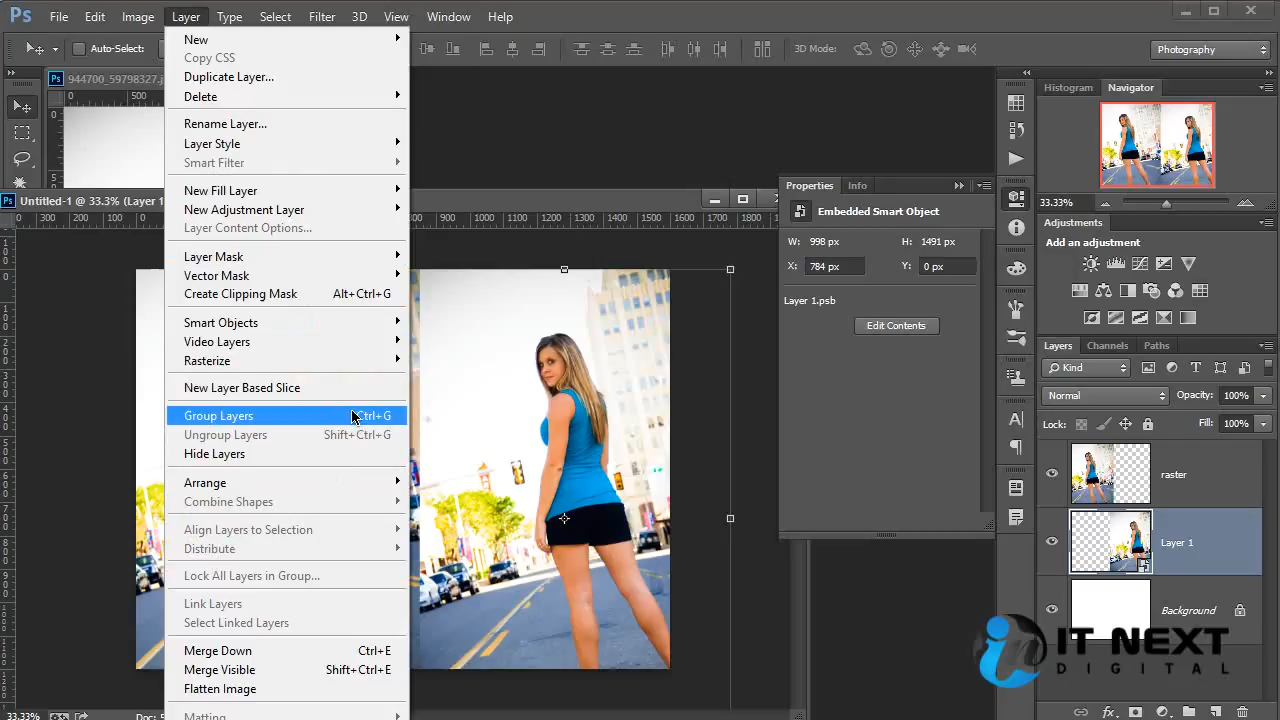 Ps File Edit Image Layer Type Select Filter 3D View Window Help
Auto-Select: 3D Mode: Photography
Ps 944700_59798327.j
0 500
New
Copy CSS
Duplicate Layer...
Delete
Rename Layer...
Layer Style
Smart Filter
New Fill Layer
New Adjustment Layer
Layer Content Options...
Layer Mask
Vector Mask
Create Clipping Mask Alt+Ctrl+G
Smart Objects
Video Layers
Rasterize
New Layer Based Slice
Group Layers Ctrl+G
Ungroup Layers Shift+Ctrl+G
Hide Layers
Arrange
Combine Shapes
Align Layers to Selection
Distribute
Lock All Layers in Group...
Link Layers
Select Linked Layers
Merge Down Ctrl+E
Merge Visible Shift+Ctrl+E
Flatten Image
Matting
Ps Untitled-1 @ 33.3% (Layer 1
300 200 100 0 900 1000 1100 1200 1300 1400 1500 1600 1700 1800
33.33% Doc: 5
Properties Info
Embedded Smart Object
W: 998 px H: 1491 px
X: 784 px Y: 0 px
Layer 1.psb
Edit Contents
Histogram Navigator
33.33%
Adjustments
Add an adjustment
Layers Channels Paths
Kind
Normal Opacity: 100%
Lock: Fill: 100%
raster
Layer 1
Background
in IT NEXT
DIGITAL